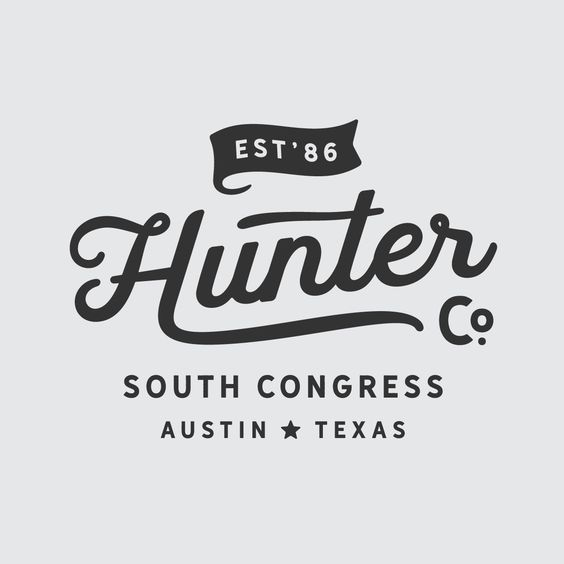 EST'86
Hunter
Co.
SOUTH CONGRESS
AUSTIN ★ TEXAS